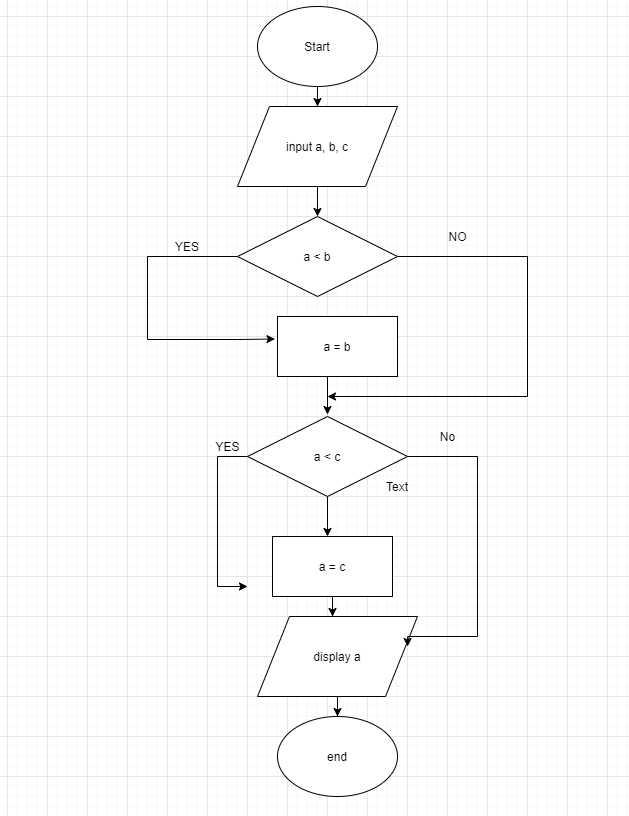 Start
input a, b, c
YES
NO
a < b
a = b
No
YES
a < c
Text
a = c
display a
end